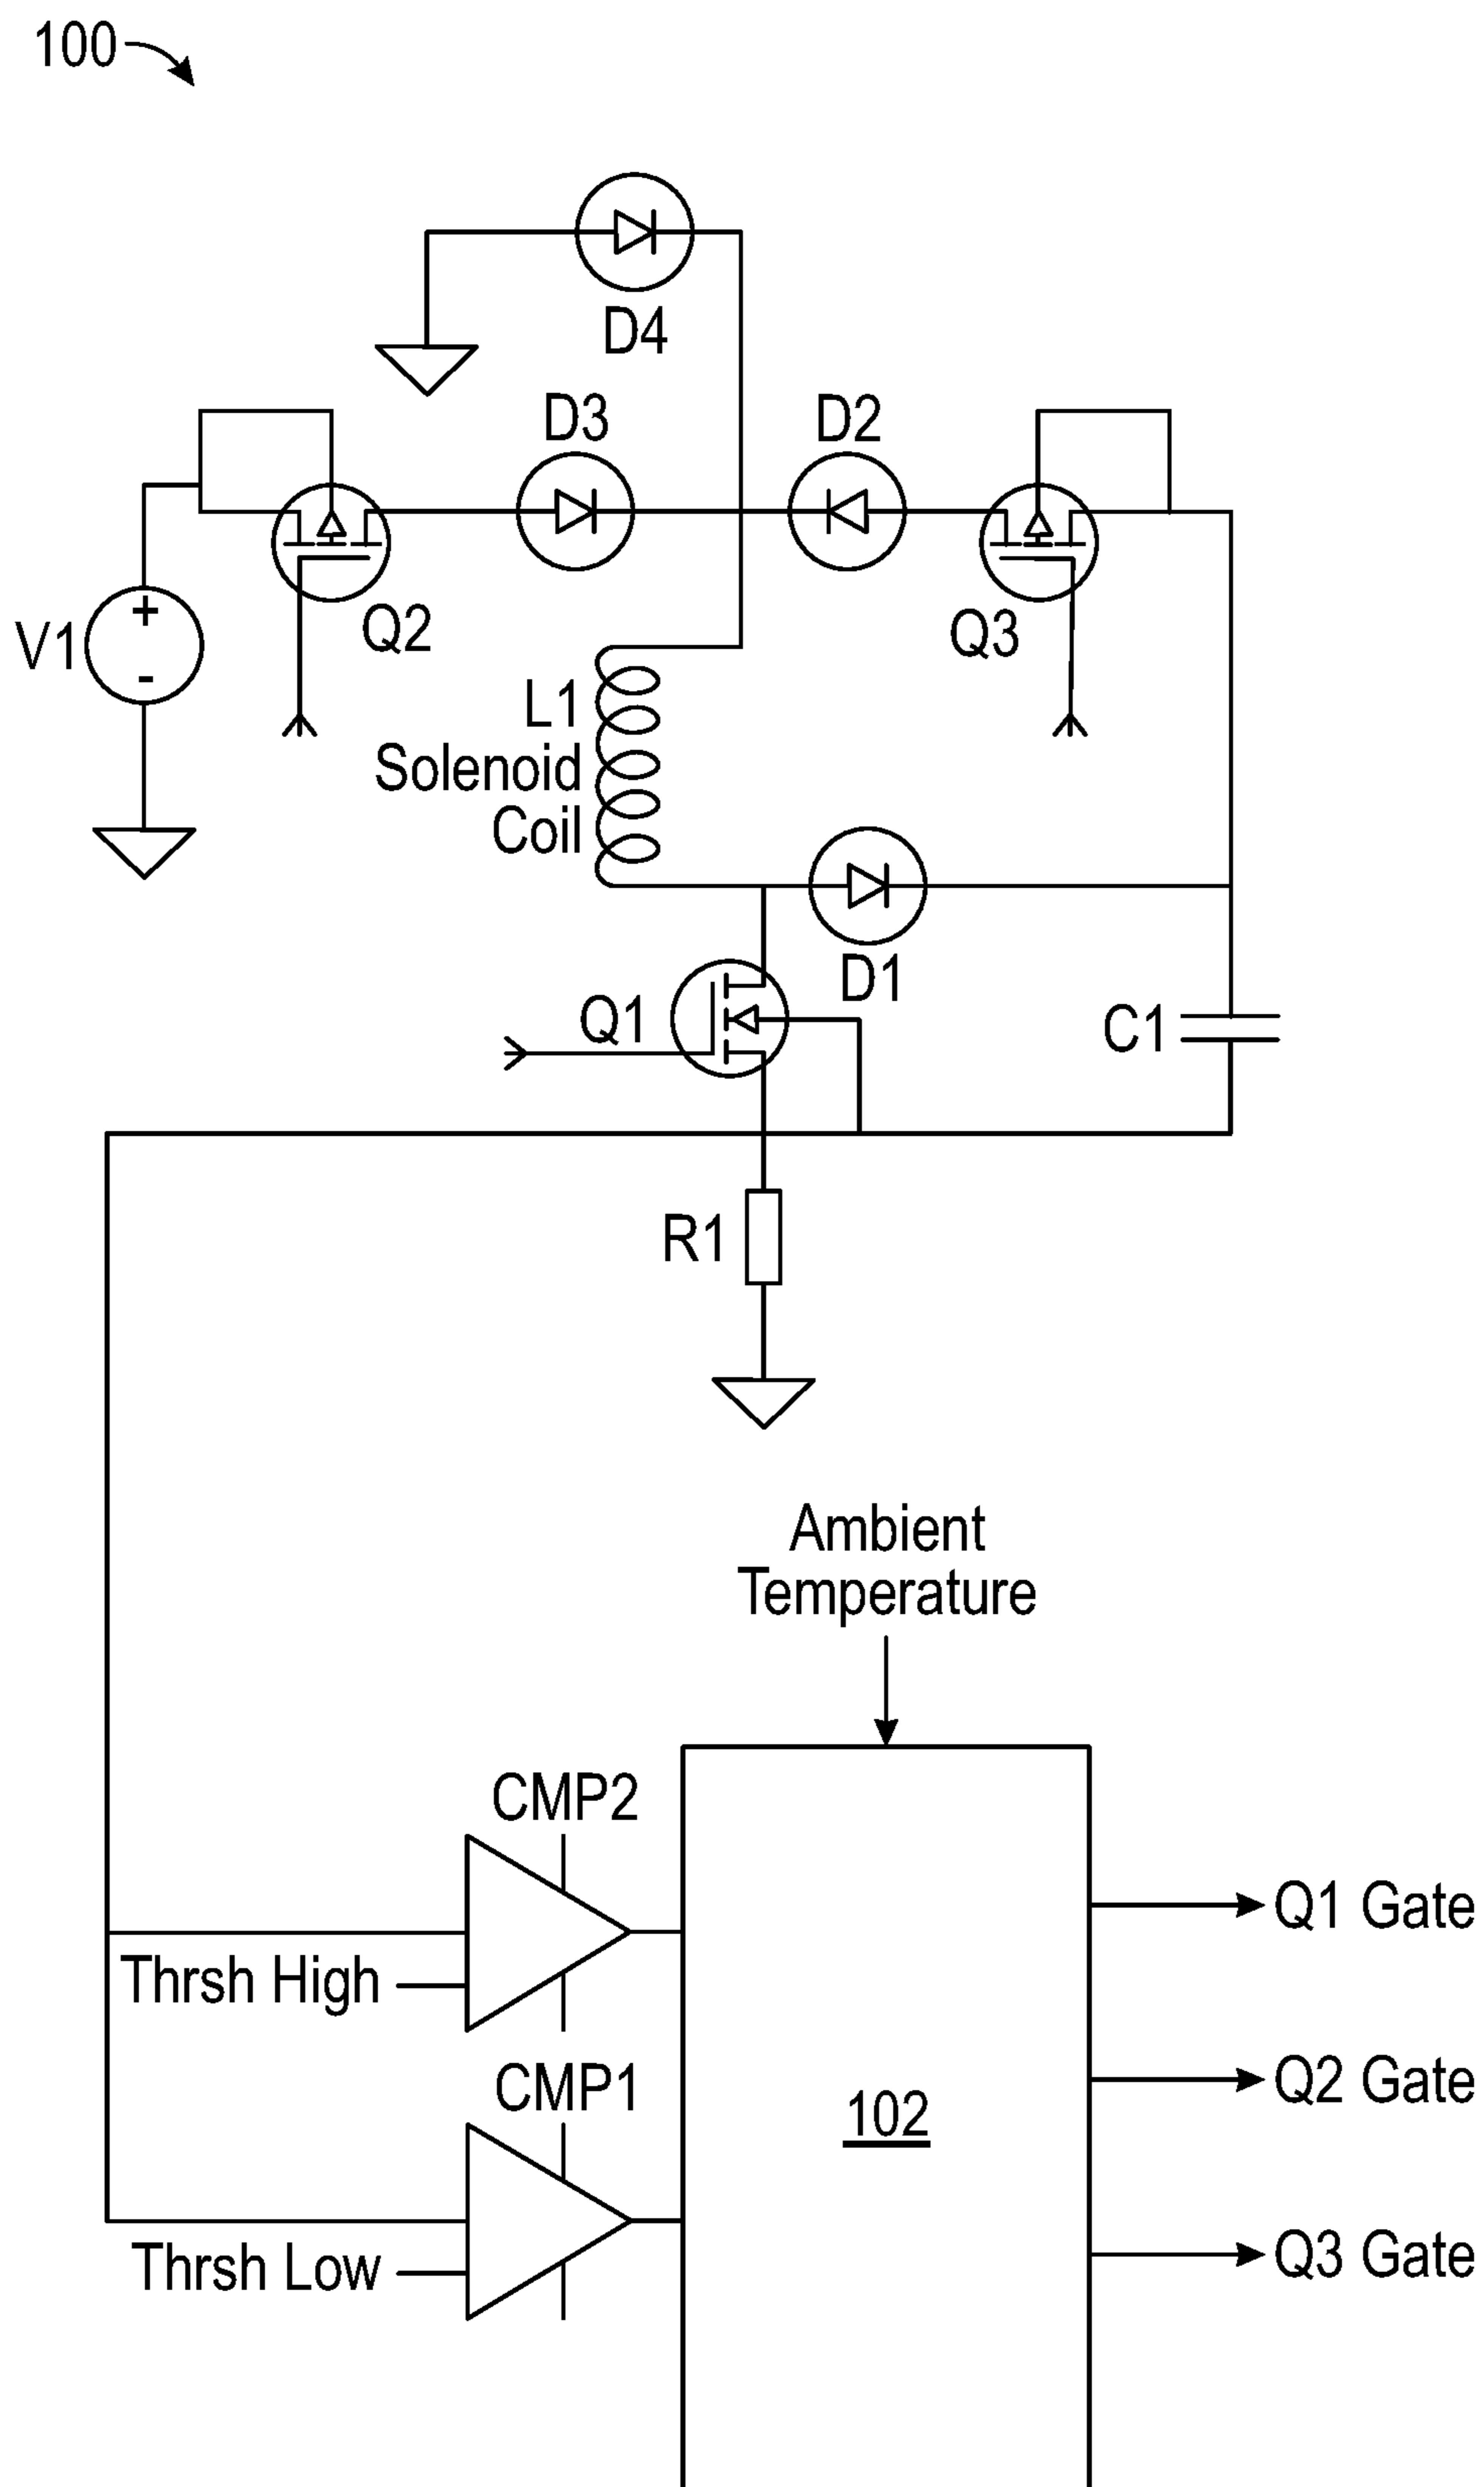 100
D4
D3
D2
+
V1
-
Q2
Q3
L1
Solenoid
Coil
D1
Q1
C1
R1
Ambient
Temperature
CMP2
Q1 Gate
Thrsh High
CMP1
Q2 Gate
102
Thrsh Low
Q3 Gate